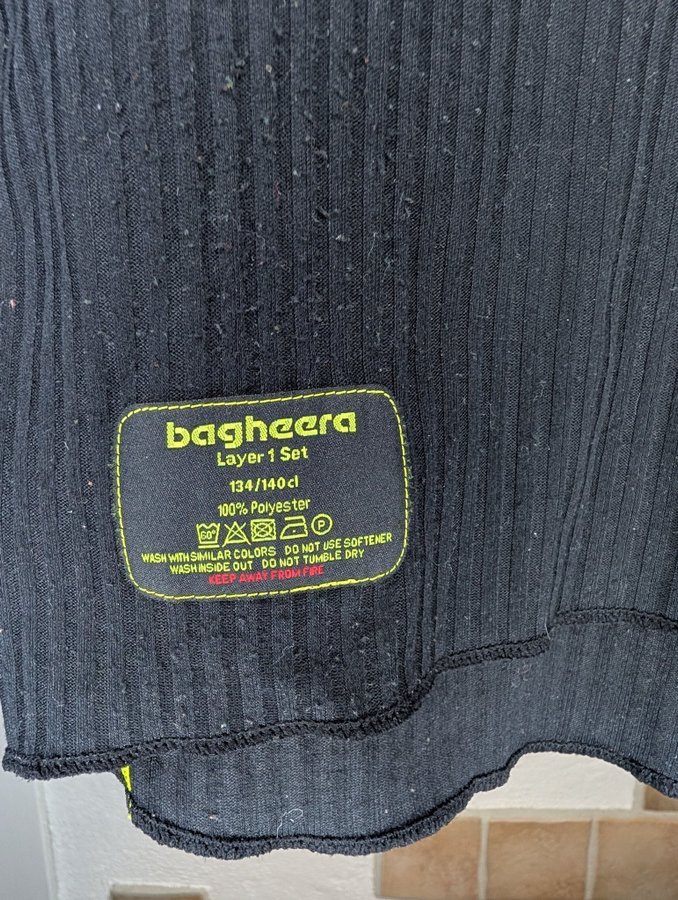 bagheera
Layer 1 Set
134/140cl
100% Polyester
60° P
WASH WITH SIMILAR COLORS DO NOT USE SOFTENER
WASH INSIDE OUT DO NOT TUMBLE DRY
KEEP AWAY FROM FIRE